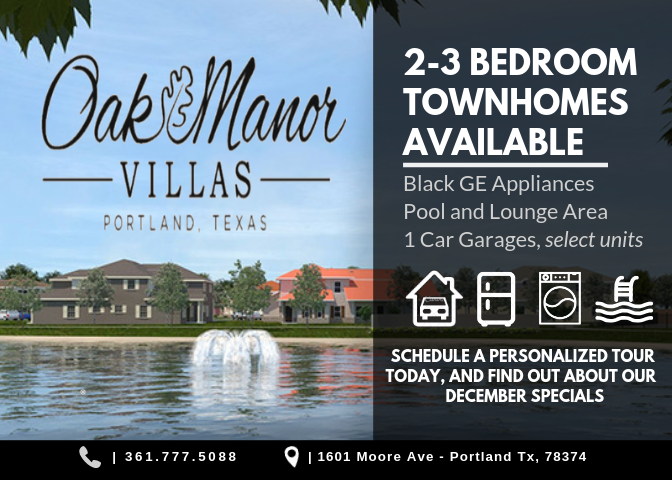 Oak Manor
VILLAS
PORTLAND, TEXAS
2-3 BEDROOM
TOWNHOMES
AVAILABLE
Black GE Appliances
Pool and Lounge Area
1 Car Garages, select units
SCHEDULE A PERSONALIZED TOUR
TODAY, AND FIND OUT ABOUT OUR
DECEMBER SPECIALS
| 361.777.5088
| 1601 Moore Ave - Portland Tx, 78374